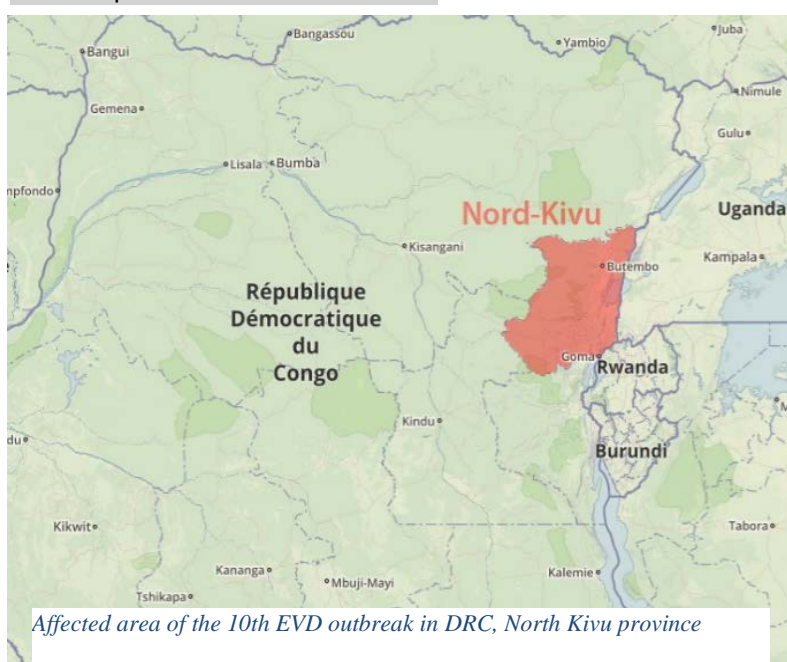 Bangassou
Bangui
Yambio
Juba
Nimule
Gemena
Gulu
Lisala
Bumba
mpfondo
Nord-Kivu
Uganda
Kisangani
Kampala
Butembo
République
Démocratique
du
Congo
Goma
Rwanda
Kindu
du
Burundi
Kikwit
Tabora
Kananga
Mbuji-Mayi
Kalemie
Tshikapa
Affected area of the 10th EVD outbreak in DRC, North Kivu province